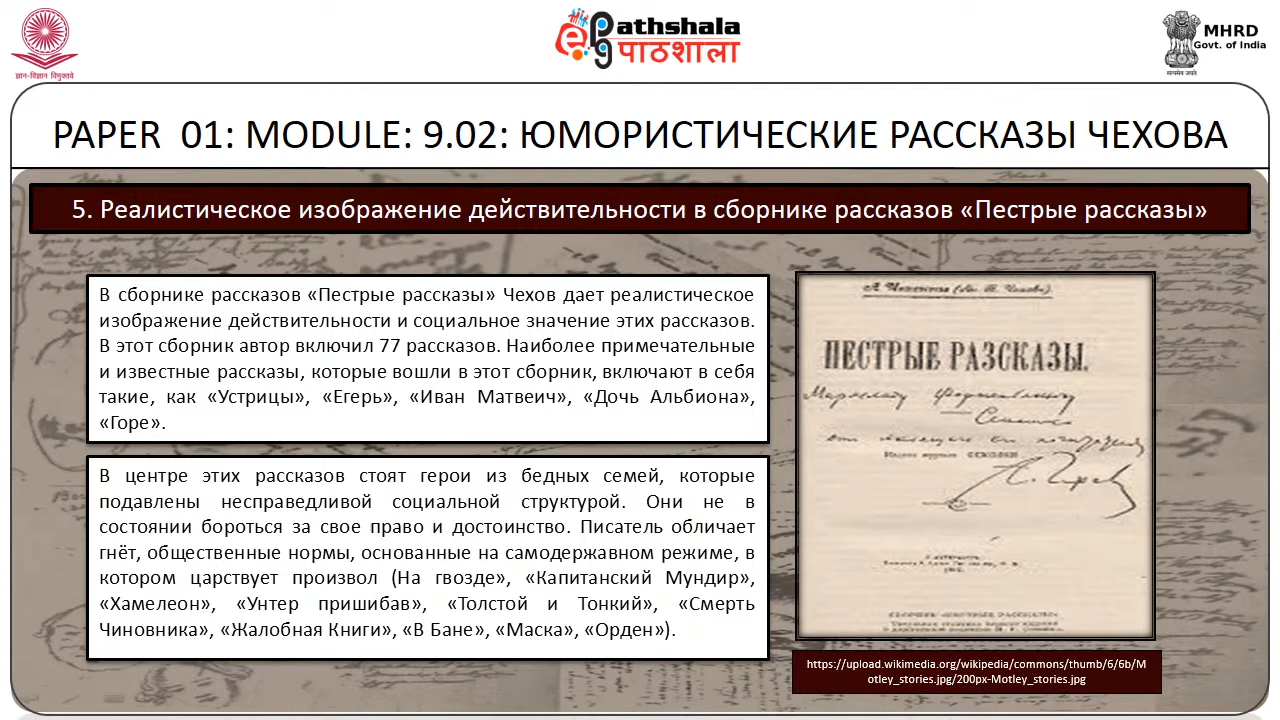 ज्ञान-विज्ञान विमुक्तये
ePathshala
पाठशाला
MHRD
Govt. of India
सत्यमेव जयते
PAPER 01: MODULE: 9.02: ЮМОРИСТИЧЕСКИЕ РАССКАЗЫ ЧЕХОВА
5. Реалистическое изображение действительности в сборнике рассказов «Пестрые рассказы»
В сборнике рассказов «Пестрые рассказы» Чехов дает реалистическое
изображение действительности и социальное значение этих рассказов.
В этот сборник автор включил 77 рассказов. Наиболее примечательные
и известные рассказы, которые вошли в этот сборник, включают в себя
такие, как «Устрицы», «Егерь», «Иван Матвеич», «Дочь Альбиона»,
«Горе».
В центре этих рассказов стоят герои из бедных семей, которые
подавлены несправедливой социальной структурой. Они не в
состоянии бороться за свое право и достоинство. Писатель обличает
гнёт, общественные нормы, основанные на самодержавном режиме, в
котором царствует произвол (На гвозде», «Капитанский Мундир»,
«Хамелеон», «Унтер пришибав», «Толстой и Тонкий», «Смерть
Чиновника», «Жалобная Книги», «В Бане», «Маска», «Орден»).
ПЕСТРЫЕ РАЗСКАЗЫ.
https://upload.wikimedia.org/wikipedia/commons/thumb/6/6b/M
otley_stories.jpg/200px-Motley_stories.jpg